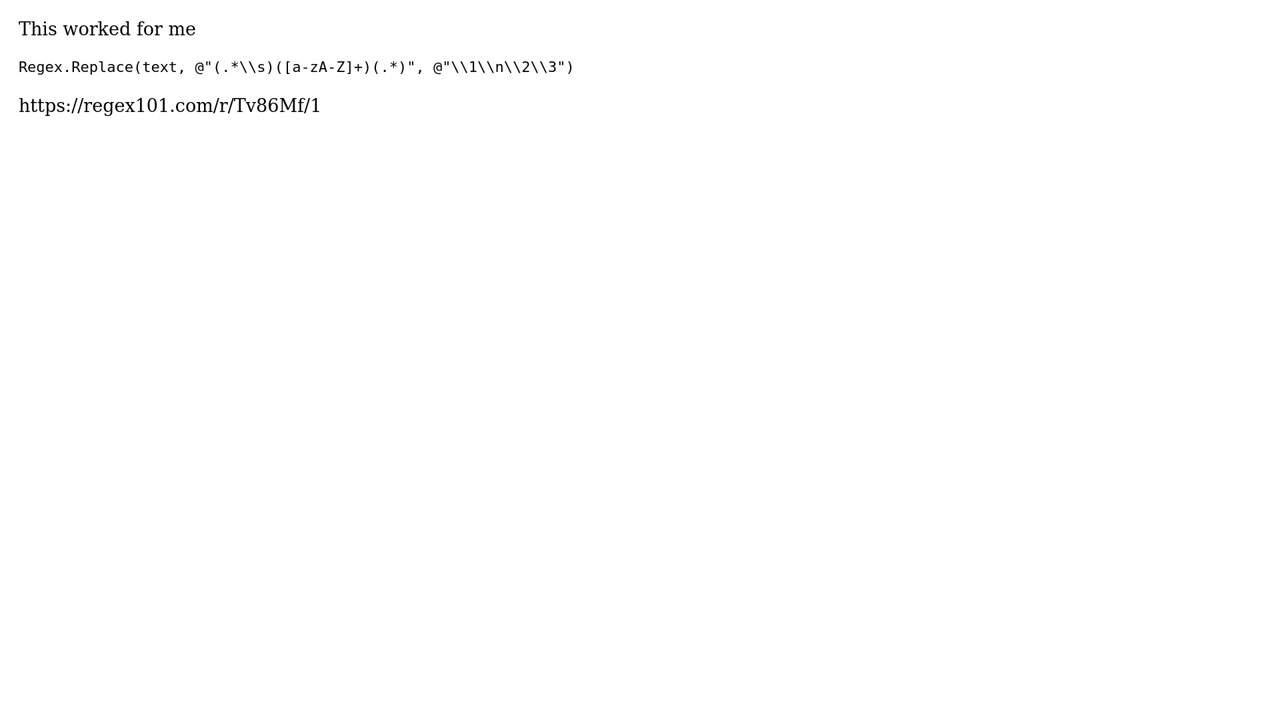 This worked for me
Regex.Replace(text, @"(.*\\s)([a-zA-Z]+)(.*)", @"\\1\\n\\2\\3")
https://regex101.com/r/Tv86Mf/1